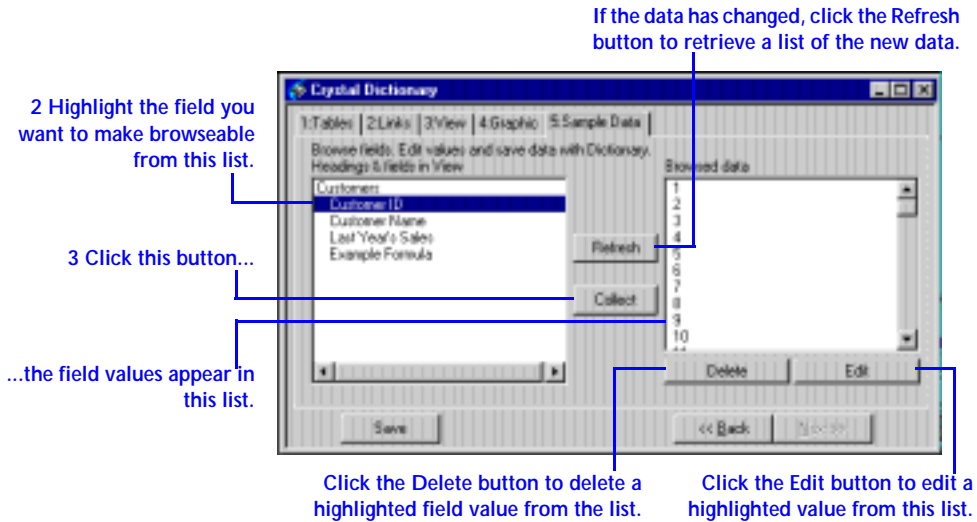 If the data has changed, click the Refresh
button to retrieve a list of the new data.
2 Highlight the field you
want to make browseable
from this list.
3 Click this button...
...the field values appear in
this list.
Crystal Dictionary
1:Tables 2:Links 3:View 4:Graphic 5:Sample Data
Browse fields. Edit values and save data with Dictionary.
Headings & fields in View
Browsed data
Customers
Customer ID
Customer Name
Last Year's Sales
Example Formula
Refresh
Collect
1
2
3
4
5
6
7
8
9
10
Delete Edit
Save << Back Next >>
Click the Delete button to delete a
highlighted field value from the list.
Click the Edit button to edit a
highlighted value from this list.